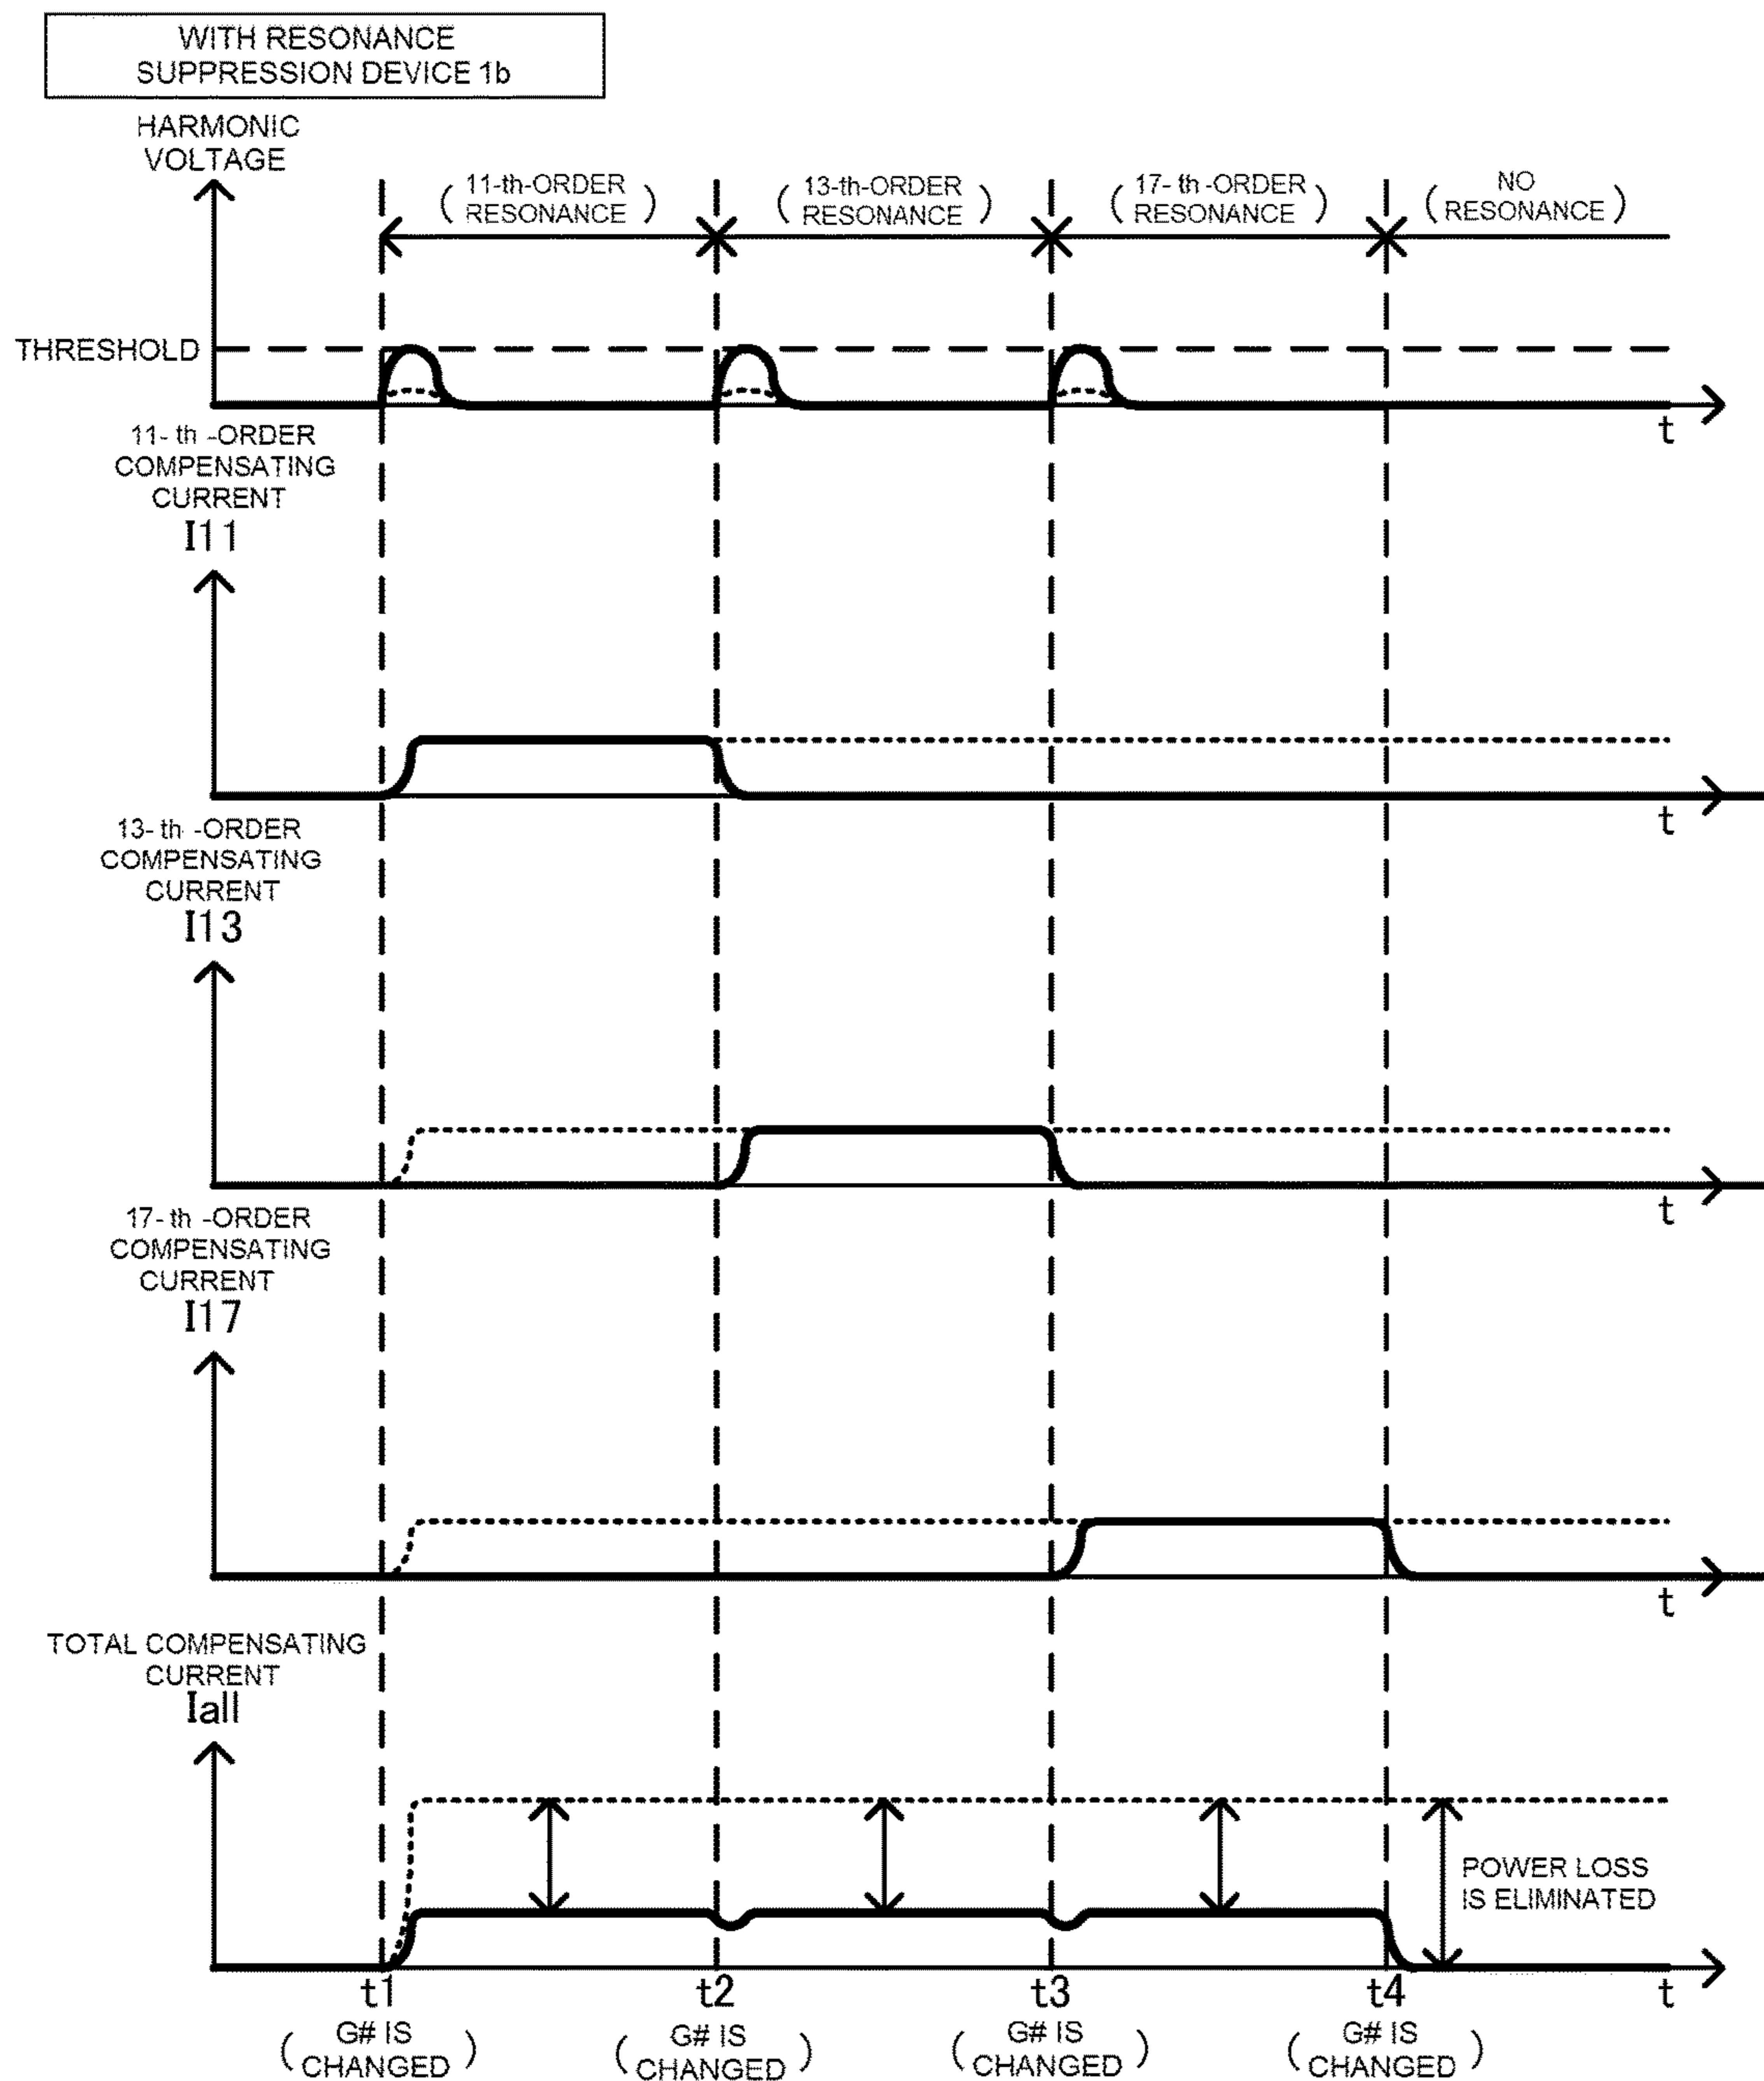 WITH RESONANCE
SUPPRESSION DEVICE 1b
HARMONIC
VOLTAGE
( 11-th-ORDER
RESONANCE )
( 13-th-ORDER
RESONANCE )
( 17- th -ORDER
RESONANCE )
( NO
RESONANCE )
THRESHOLD
t
11- th -ORDER
COMPENSATING
CURRENT
I11
t
13- th -ORDER
COMPENSATING
CURRENT
I13
t
17- th -ORDER
COMPENSATING
CURRENT
I17
t
TOTAL COMPENSATING
CURRENT
Iall
POWER LOSS
IS ELIMINATED
t1 t2 t3 t4 t
( G# IS
CHANGED )
( G# IS
CHANGED )
( G# IS
CHANGED )
( G# IS
CHANGED )